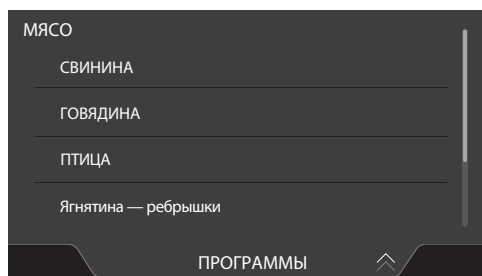 МЯСО
СВИНИНА
ГОВЯДИНА
ПТИЦА
Ягнятина — ребрышки
ПРОГРАММЫ